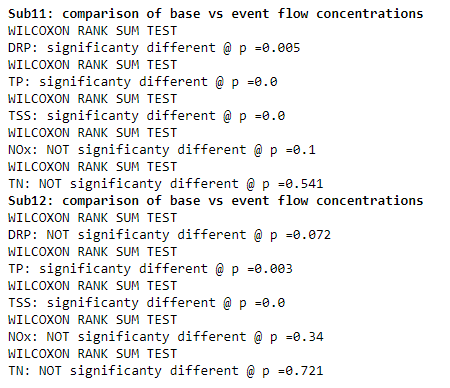 Sub11: comparison of base vs event flow concentrations
WILCOXON RANK SUM TEST
DRP: significanty different @ p =0.005
WILCOXON RANK SUM TEST
TP: significanty different @ p =0.0
WILCOXON RANK SUM TEST
TSS: significanty different @ p =0.0
WILCOXON RANK SUM TEST
NOx: NOT significanty different @ p =0.1
WILCOXON RANK SUM TEST
TN: NOT significanty different @ p =0.541
Sub12: comparison of base vs event flow concentrations
WILCOXON RANK SUM TEST
DRP: NOT significanty different @ p =0.072
WILCOXON RANK SUM TEST
TP: significanty different @ p =0.003
WILCOXON RANK SUM TEST
TSS: significanty different @ p =0.0
WILCOXON RANK SUM TEST
NOx: NOT significanty different @ p =0.34
WILCOXON RANK SUM TEST
TN: NOT significanty different @ p =0.721